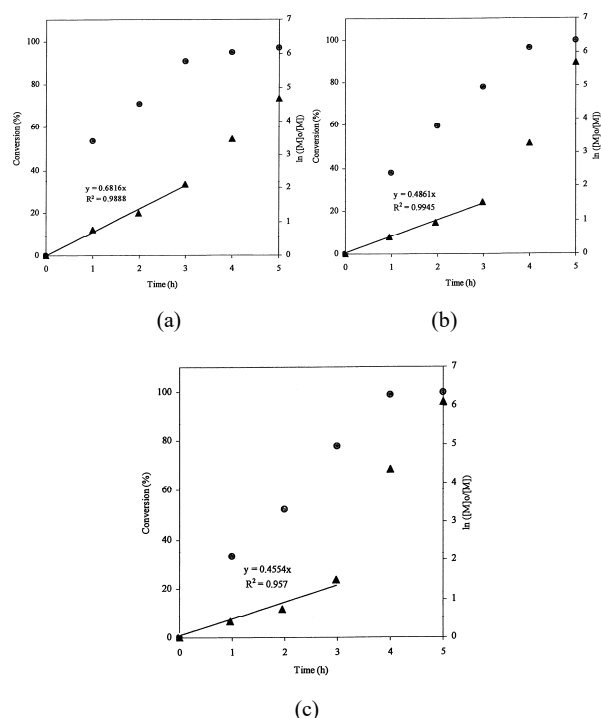 7
100
6
80
5
Conversion (%)
60
4
ln ([M]o/[M])
3
40
y = 0.6816x
R² = 0.9888
2
20
1
0
0
0 1 2 3 4 5
Time (h)
(a)
7
100
6
80
5
Conversion (%)
60
4
ln ([M]o/[M])
3
40
y = 0.4861x
R² = 0.9945
2
20
1
0
0
0 1 2 3 4 5
Time (h)
(b)
7
100
6
80
5
Conversion (%)
60
4
ln ([M]o/[M])
3
40
2
y = 0.4554x
R² = 0.957
20
1
0
0
0 1 2 3 4 5
Time (h)
(c)